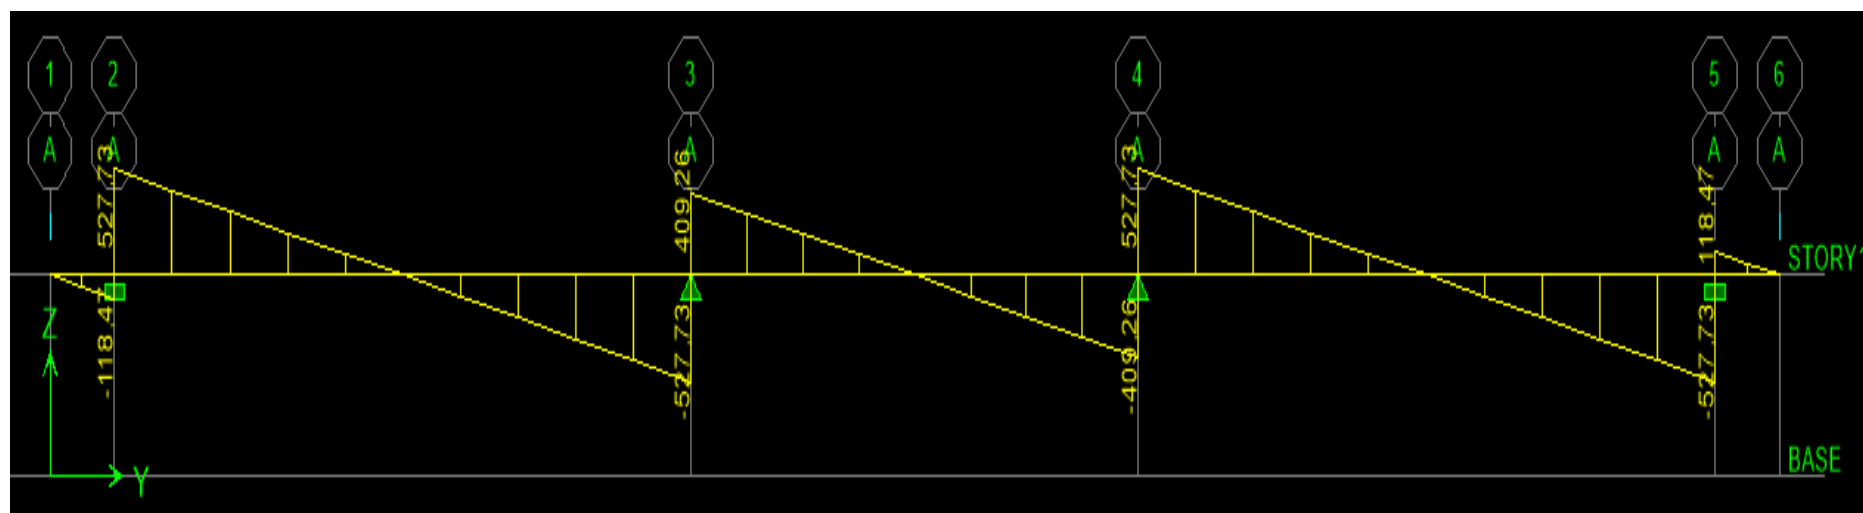 1 2 3 4 5 6
A A A A A A
527.73 409.26 527.73 118.47
STORY1
-118.47 -527.73 -409.26 -527.73
Z
BASE
Y